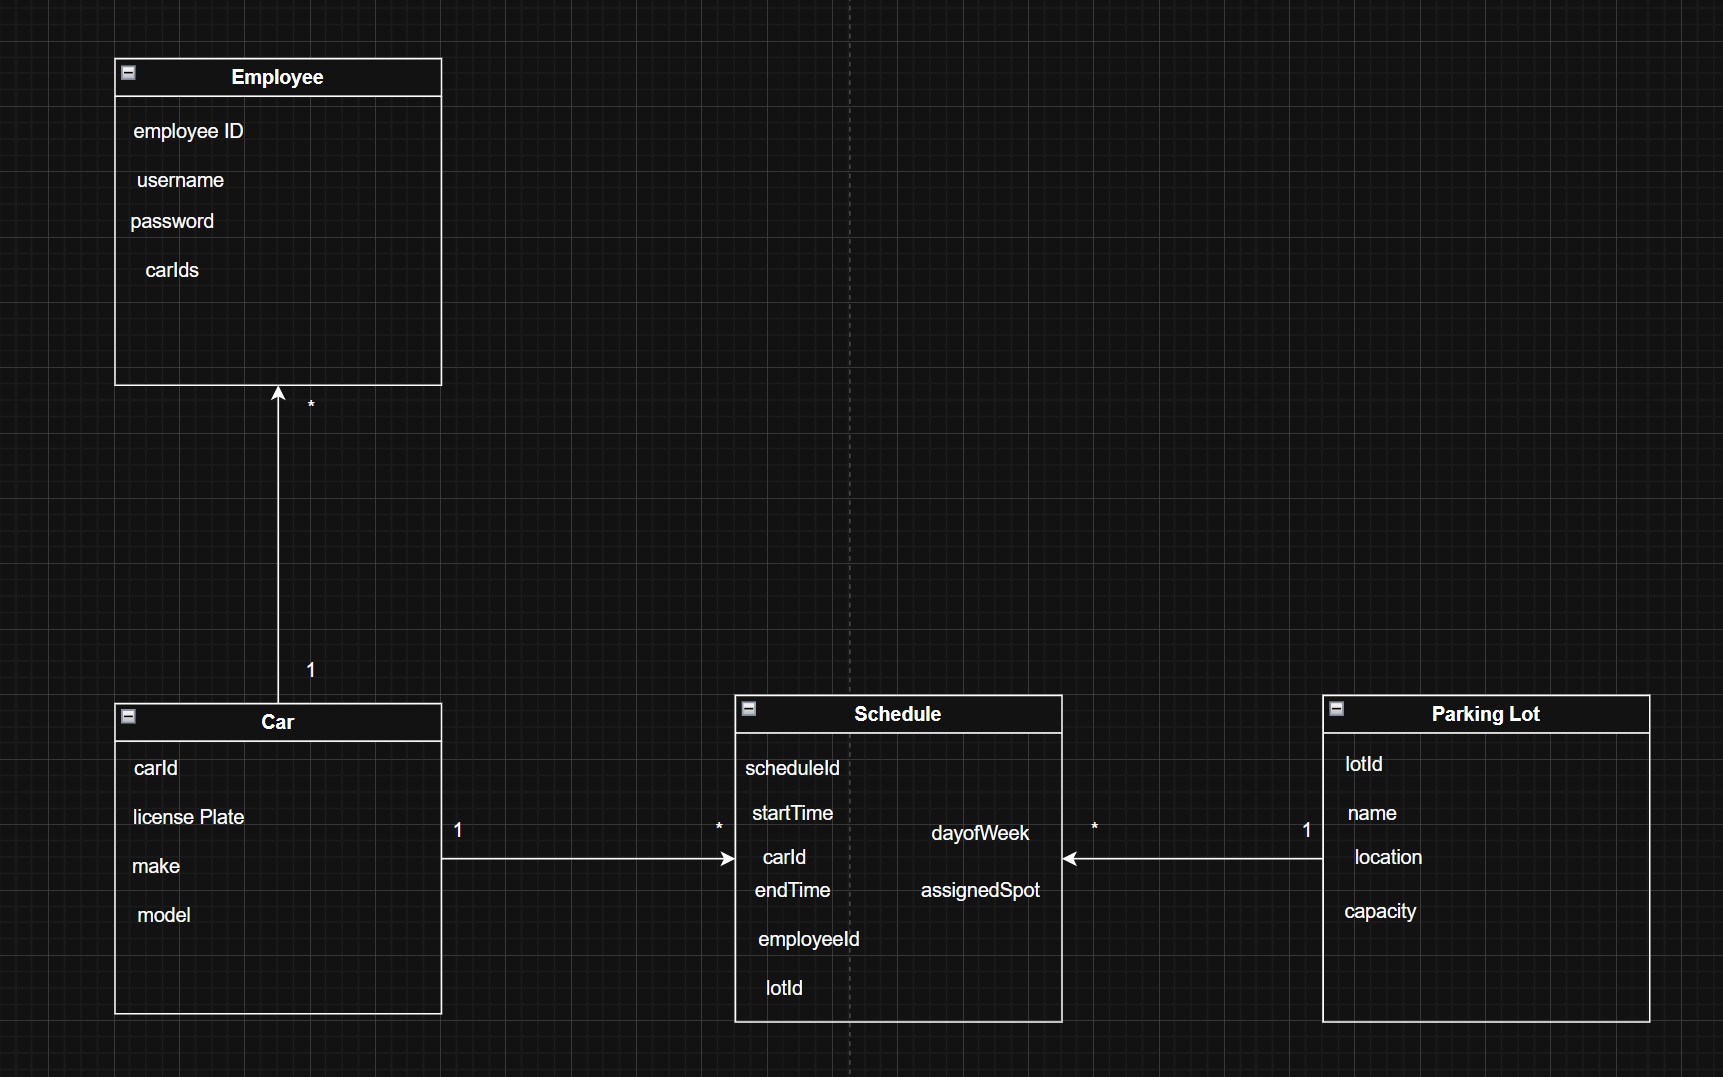 Employee
employee ID
username
password
carIds
*
1
Car
carId
license Plate
make
model
1
*
Schedule
scheduleId
startTime
carId
endTime
employeeId
lotId
dayofWeek
assignedSpot
*
1
Parking Lot
lotId
name
location
capacity